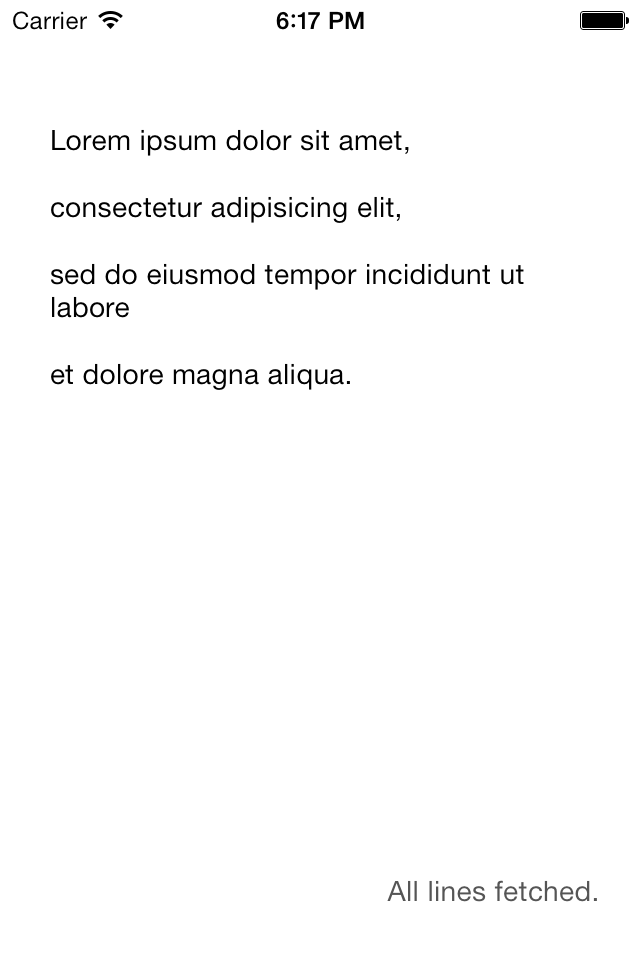 Carrier 6:17 PM
Lorem ipsum dolor sit amet,
consectetur adipisicing elit,
sed do eiusmod tempor incididunt ut
labore
et dolore magna aliqua.
All lines fetched.